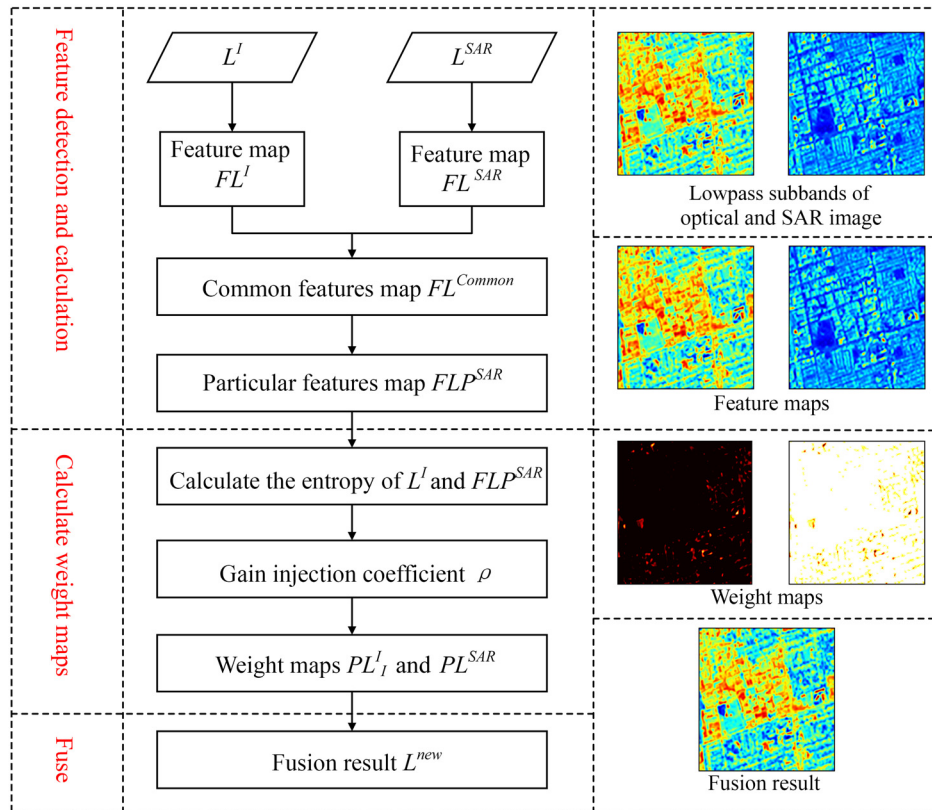 Feature detection and calculation
L^I
L^SAR
Feature map
FL^I
Feature map
FL^SAR
Common features map FL^Common
Particular features map FLP^SAR
Lowpass subbands of
optical and SAR image
Feature maps
Calculate weight maps
Calculate the entropy of L^I and FLP^SAR
Gain injection coefficient ρ
Weight maps PL^I_I and PL^SAR
Weight maps
Fuse
Fusion result L^new
Fusion result